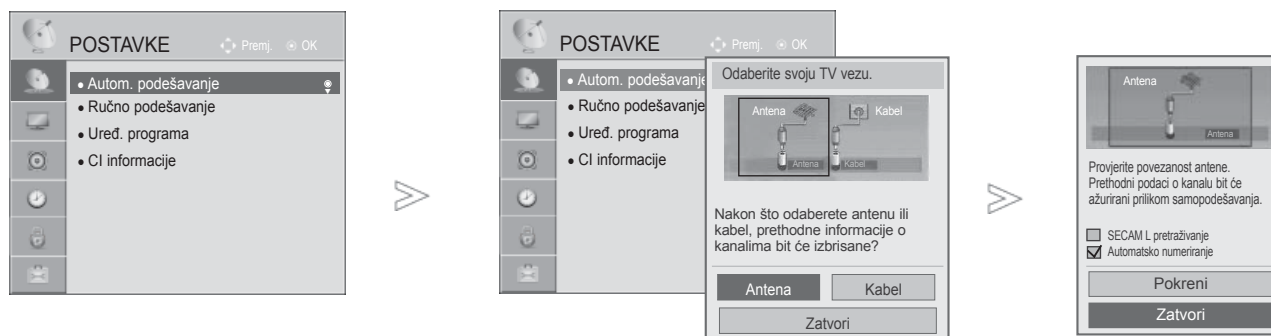 POSTAVKE
Premj. OK
• Autom. podešavanje
• Ručno podešavanje
• Uređ. programa
• CI informacije
>
POSTAVKE
Premj. OK
• Autom. podešavanje
• Ručno podešavanje
• Uređ. programa
• CI informacije
Odaberite svoju TV vezu.
Antena
Kabel
Antena
Kabel
Nakon što odaberete antenu ili
kabel, prethodne informacije o
kanalima bit će izbrisane?
Antena
Kabel
Zatvori
>
Antena
Antena
Provjerite povezanost antene.
Prethodni podaci o kanalu bit će
ažurirani prilikom samopodešavanja.
SECAM L pretraživanje
Automatsko numeriranje
Pokreni
Zatvori